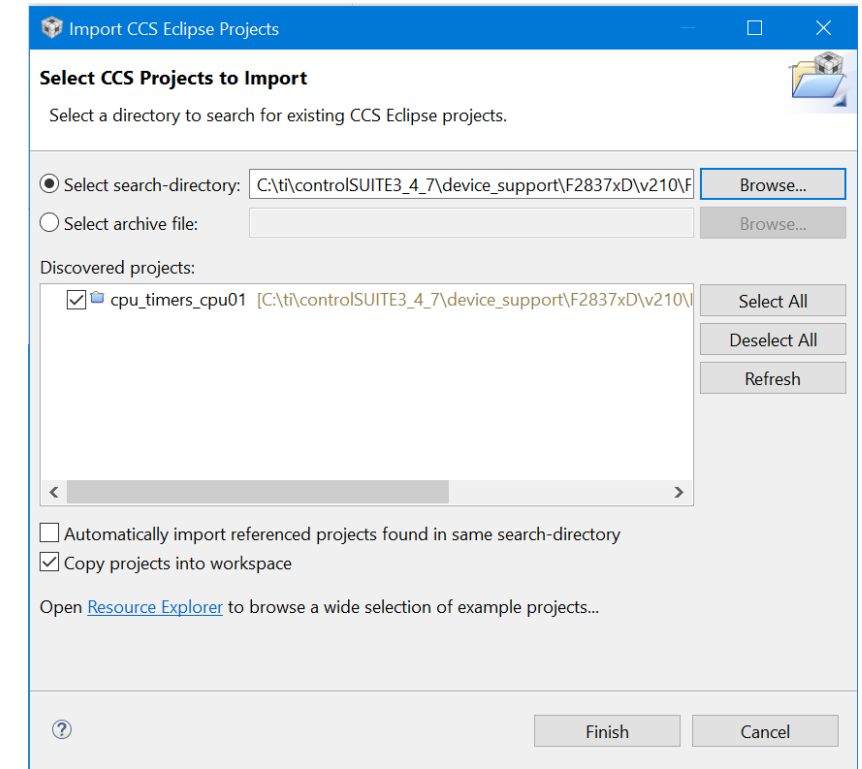 Import CCS Eclipse Projects
Select CCS Projects to Import
Select a directory to search for existing CCS Eclipse projects.
Select search-directory: C:\ti\controlSUITE3_4_7\device_support\F2837xD\v210\F Browse...
Select archive file: Browse...
Discovered projects:
cpu_timers_cpu01 [C:\ti\controlSUITE3_4_7\device_support\F2837xD\v210\ Select All
Deselect All
Refresh
Automatically import referenced projects found in same search-directory
Copy projects into workspace
Open Resource Explorer to browse a wide selection of example projects...
? Finish Cancel